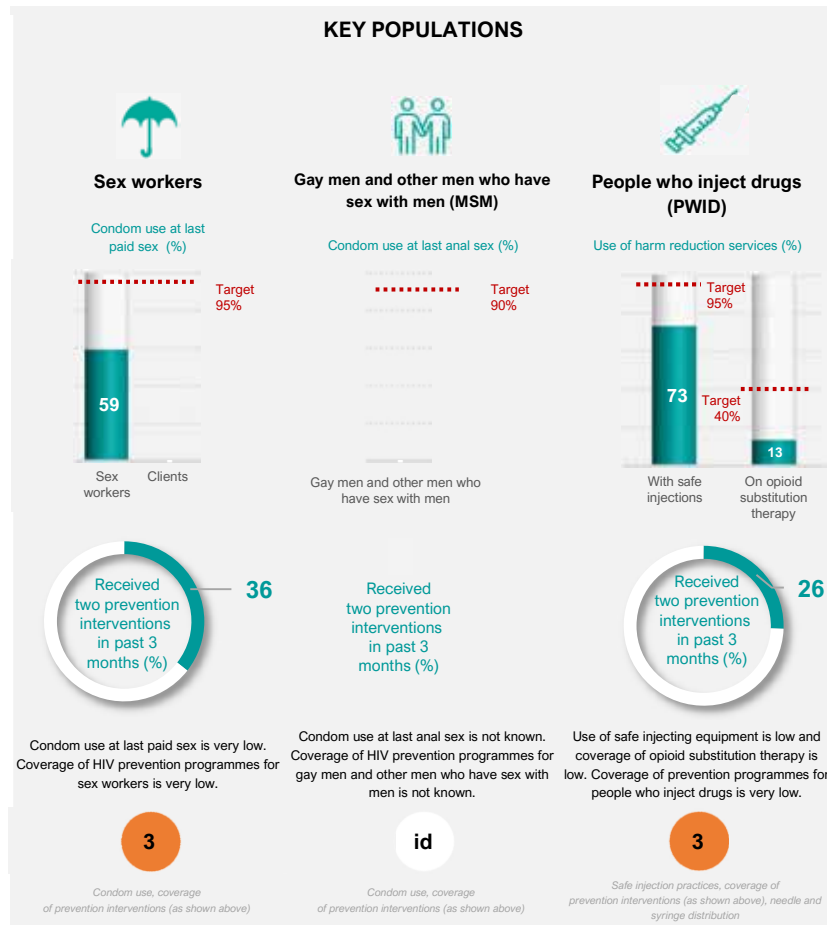 KEY POPULATIONS
Sex workers
Condom use at last
paid sex (%)
Target
95%
59
Sex
workers
Clients
Received
two prevention
interventions
in past 3
months (%)
36
Condom use at last paid sex is very low.
Coverage of HIV prevention programmes for
sex workers is very low.
3
Condom use, coverage
of prevention interventions (as shown above)
Gay men and other men who have
sex with men (MSM)
Condom use at last anal sex (%)
Target
90%
Gay men and other men who
have sex with men
Received
two prevention
interventions
in past 3
months (%)
Condom use at last anal sex is not known.
Coverage of HIV prevention programmes for
gay men and other men who have sex with
men is not known.
id
Condom use, coverage
of prevention interventions (as shown above)
People who inject drugs
(PWID)
Use of harm reduction services (%)
Target
95%
73
Target
40%
13
With safe
injections
On opioid
substitution
therapy
Received
two prevention
interventions
in past 3
months (%)
26
Use of safe injecting equipment is low and
coverage of opioid substitution therapy is
low. Coverage of prevention programmes for
people who inject drugs is very low.
3
Safe injection practices, coverage of
prevention interventions (as shown above), needle and
syringe distribution